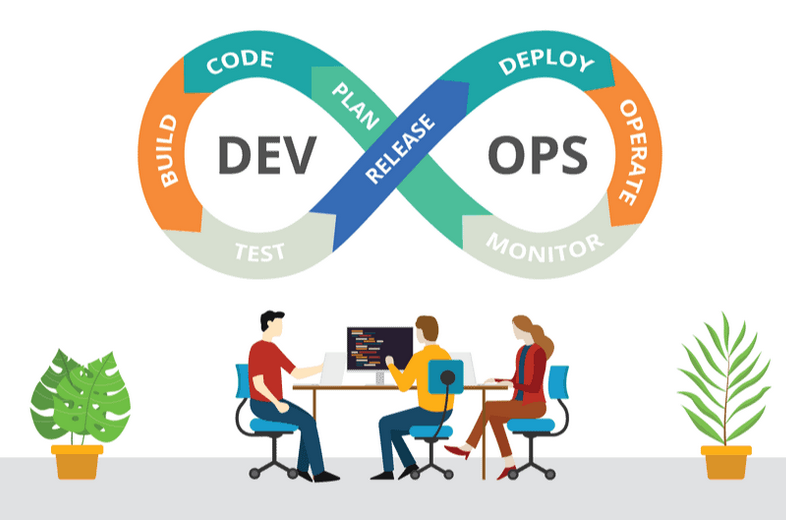 CODE
DEPLOY
PLAN
BUILD
DEV
RELEASE
OPS
OPERATE
TEST
MONITOR